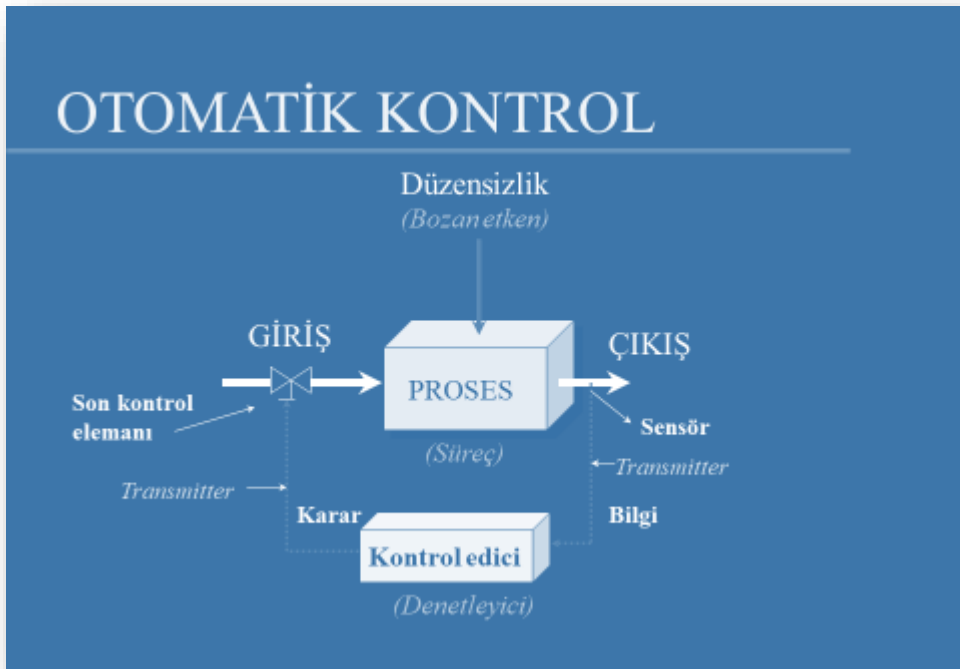 OTOMATİK KONTROL
Düzensizlik
(Bozan etken)
GİRİŞ
ÇIKIŞ
PROSES
Son kontrol
elemanı
Sensör
(Süreç)
Transmitter
Transmitter
Karar
Bilgi
Kontrol edici
(Denetleyici)